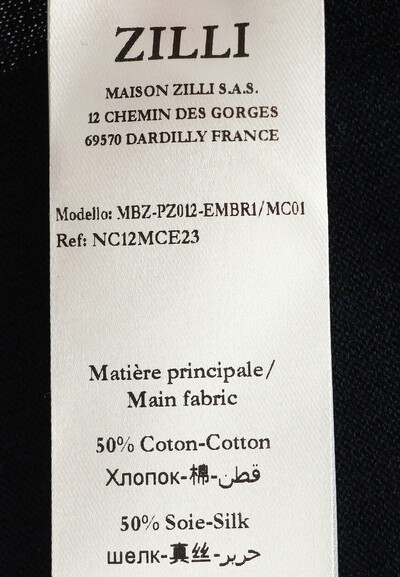 ZILLI
MAISON ZILLI S.A.S.
12 CHEMIN DES GORGES
69570 DARDILLY FRANCE
Modello: MBZ-PZ012-EMBR1/MC01
Ref: NC12MCE23
Matière principale/
Main fabric
50% Coton-Cotton
Хлопок-棉-قطن
50% Soie-Silk
шелк-真丝-حرير